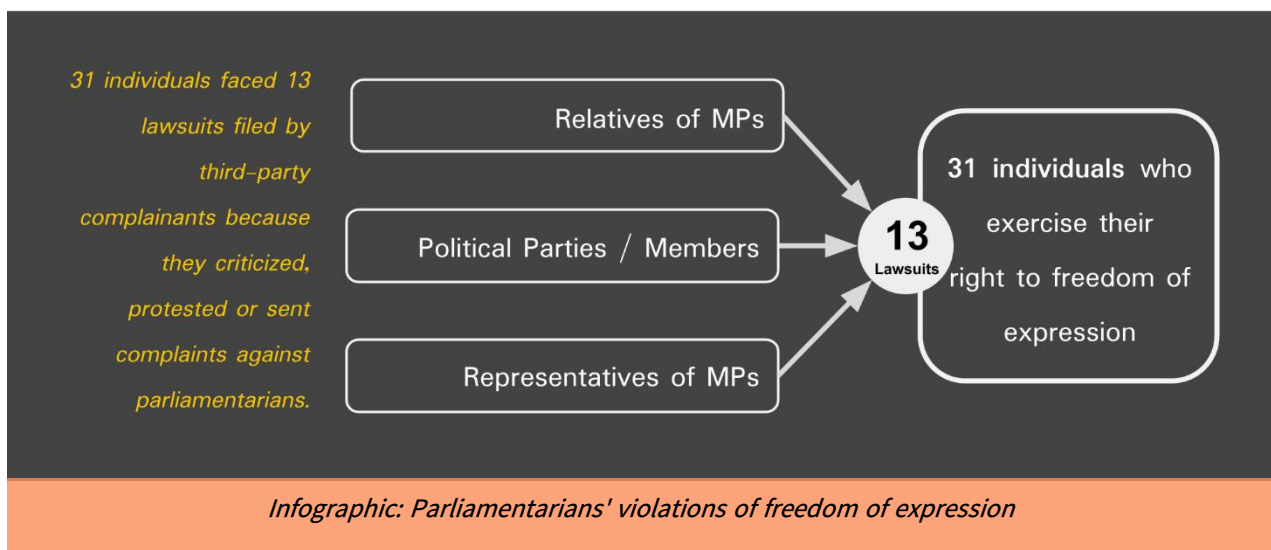 31 individuals faced 13
lawsuits filed by
third-party
complainants because
they criticized,
protested or sent
complaints against
parliamentarians.
Relatives of MPs
Political Parties / Members
Representatives of MPs
13
Lawsuits
31 individuals who
exercise their
right to freedom of
expression
Infographic: Parliamentarians' violations of freedom of expression